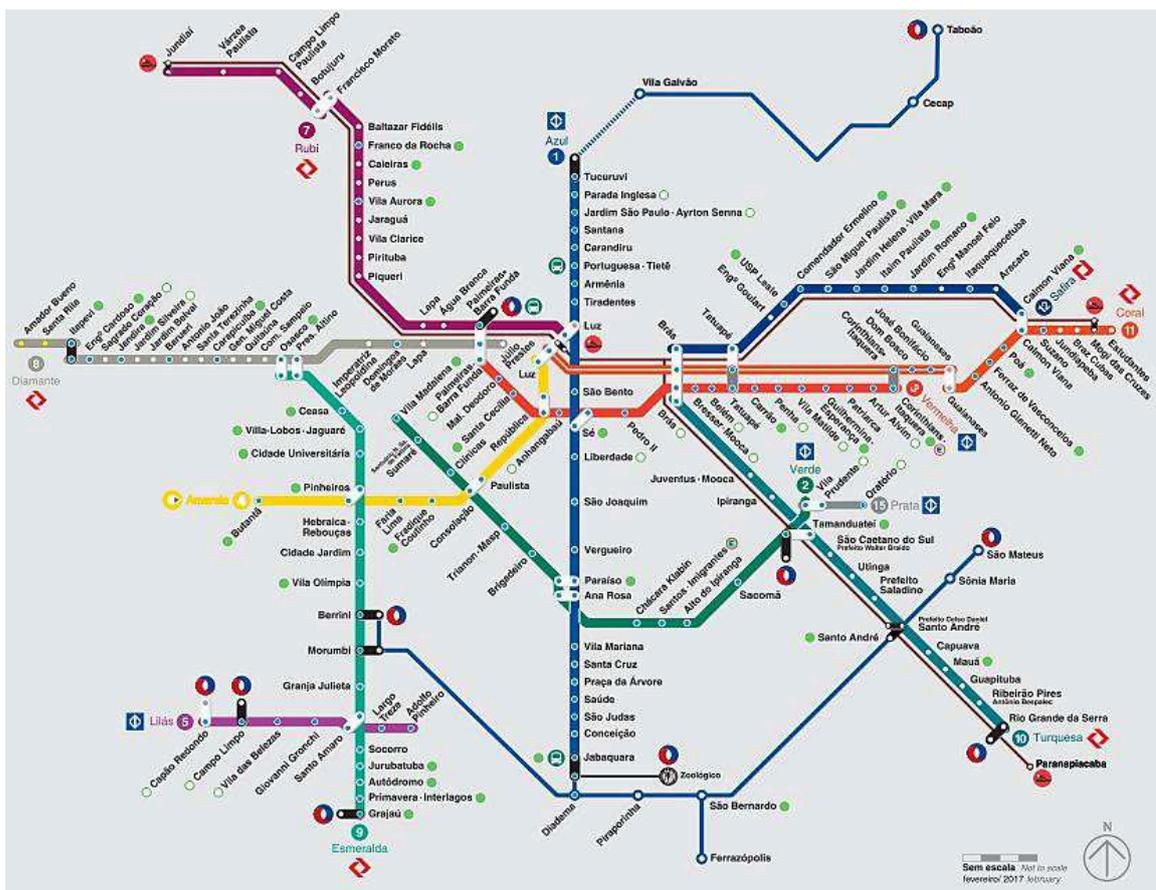 Jundiaí
Várzea
Paulista
Campo Limpo
Paulista
Botujuru
Francisco Morato
7
Rubi
Baltazar Fidélis
Franco da Rocha
Caieiras
Perus
Vila Aurora
Jaraguá
Vila Clarice
Pirituba
Piqueri
Lapa
Água Branca
Palmeiras-
Barra Funda
Taboão
Cecap
Vila Galvão
Azul
1
Tucuruvi
Parada Inglesa
Jardim São Paulo - Ayrton Senna
Santana
Carandiru
Portuguesa - Tietê
Armênia
Tiradentes
Luz
São Bento
Sé
Liberdade
São Joaquim
Vergueiro
Paraíso
Ana Rosa
Vila Mariana
Santa Cruz
Praça da Árvore
Saúde
São Judas
Conceição
Jabaquara
Zoológico
Diadema
Piraporinha
São Bernardo
Ferrazópolis
Amador Bueno
Santa Rita
Itapevi
Engº Cardoso
Sagrado Coração
Jandira
Jardim Silveira
Jardim Belval
Barueri
Antonio João
Santa Terezinha
Carapicuíba
Gen. Miguel Costa
Quitaúna
Com. Sampaio
Osasco
Pres. Altino
Imperatriz
Leopoldina
Domingos
de Moraes
Lapa
Júlio
Prestes
Luz
8
Diamante
Ceasa
Villa-Lobos - Jaguaré
Cidade Universitária
Pinheiros
Hebraica-
Rebouças
Cidade Jardim
Vila Olímpia
Berrini
Morumbi
Granja Julieta
Socorro
Jurubatuba
Autódromo
Primavera - Interlagos
Grajaú
9
Esmeralda
Lilás 5
Capão Redondo
Campo Limpo
Vila das Belezas
Giovanni Gronchi
Santo Amaro
Largo
Treze
Adolfo
Pinheiro
Amarela 4
Butantã
Faria
Lima
Fradique
Coutinho
Paulista
República
Vila Madalena
Santuário N. Sa.
de Fátima
Sumaré
Clínicas
Consolação
Trianon-Masp
Brigadeiro
Chácara Klabin
Santos - Imigrantes
Alto do Ipiranga
Sacomã
Tamanduateí
Vila
Prudente
Verde
2
Oratório
15 Prata
Palmeiras-
Barra Funda
Mal. Deodoro
Santa Cecília
Anhangabaú
Pedro II
Brás
Bresser - Mooca
Belém
Tatuapé
Carrão
Penha
Vila Matilde
Guilhermina-
Esperança
Patriarca
Artur Alvim
Corinthians-
Itaquera
3
Vermelha
Brás
Tatuapé
Engº Goulart
USP Leste
Comendador Ermelino
São Miguel Paulista
Jardim Helena - Vila Mara
Itaim Paulista
Jardim Romano
Engº Manoel Feio
Itaquaquecetuba
Aracaré
Calmon Viana
12
Safira
Coral
11
Corinthians-
Itaquera
Dom Bosco
José Bonifácio
Guaianases
Guaianases
Antonio Gianetti Neto
Ferraz de Vasconcelos
Poá
Calmon Viana
Suzano
Jundiapeba
Braz Cubas
Mogi das Cruzes
Estudantes
Juventus - Mooca
Ipiranga
São Caetano do Sul
Prefeito Walter Braido
Utinga
Prefeito
Saladino
Prefeito Celso Daniel
Santo André
Santo André
Capuava
Mauá
Guapituba
Ribeirão Pires
Antônio Bespalec
Rio Grande da Serra
10 Turquesa
Paranapiacaba
São Mateus
Sônia Maria
N
Sem escala Not to scale
fevereiro/ 2017 february